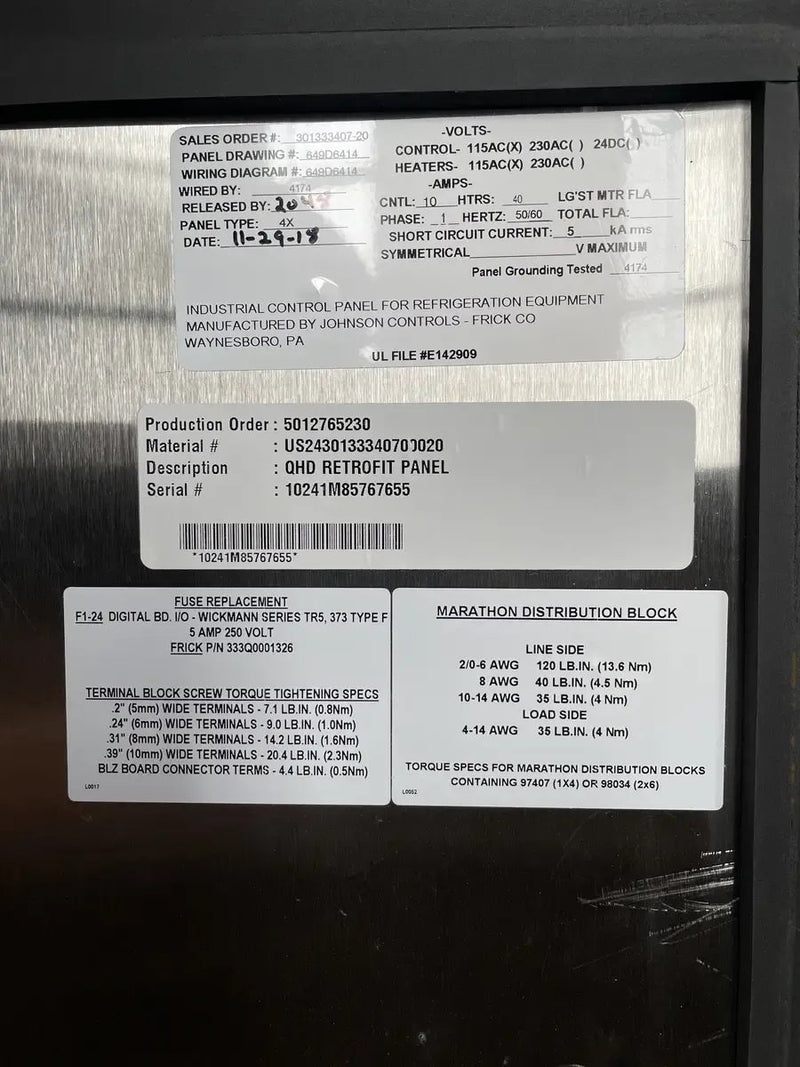 SALES ORDER #: 301333407-20
PANEL DRAWING #: 649D6414
WIRING DIAGRAM #: 649D6414
WIRED BY: 4174
RELEASED BY: 2048
PANEL TYPE: 4X
DATE: 11-29-18
-VOLTS-
CONTROL- 115AC(X) 230AC( ) 24DC( )
HEATERS- 115AC(X) 230AC( )
-AMPS-
CNTL: 10 HTRS: 40 LG'ST MTR FLA
PHASE: 1 HERTZ: 50/60 TOTAL FLA:
SHORT CIRCUIT CURRENT: 5 kA rms
SYMMETRICAL V MAXIMUM
Panel Grounding Tested 4174
INDUSTRIAL CONTROL PANEL FOR REFRIGERATION EQUIPMENT
MANUFACTURED BY JOHNSON CONTROLS - FRICK CO
WAYNESBORO, PA
UL FILE #E142909
Production Order : 5012765230
Material # : US2430133340700020
Description : QHD RETROFIT PANEL
Serial # : 10241M85767655
*10241M85767655*
FUSE REPLACEMENT
F1-24 DIGITAL BD. I/O - WICKMANN SERIES TR5, 373 TYPE F
5 AMP 250 VOLT
FRICK P/N 333Q0001326
TERMINAL BLOCK SCREW TORQUE TIGHTENING SPECS
.2" (5mm) WIDE TERMINALS - 7.1 LB.IN. (0.8Nm)
.24" (6mm) WIDE TERMINALS - 9.0 LB.IN. (1.0Nm)
.31" (8mm) WIDE TERMINALS - 14.2 LB.IN. (1.6Nm)
.39" (10mm) WIDE TERMINALS - 20.4 LB.IN. (2.3Nm)
BLZ BOARD CONNECTOR TERMS - 4.4 LB.IN. (0.5Nm)
L0017
MARATHON DISTRIBUTION BLOCK
LINE SIDE
2/0-6 AWG 120 LB.IN. (13.6 Nm)
8 AWG 40 LB.IN. (4.5 Nm)
10-14 AWG 35 LB.IN. (4 Nm)
LOAD SIDE
4-14 AWG 35 LB.IN. (4 Nm)
TORQUE SPECS FOR MARATHON DISTRIBUTION BLOCKS
CONTAINING 97407 (1X4) OR 98034 (2x6)
L0052